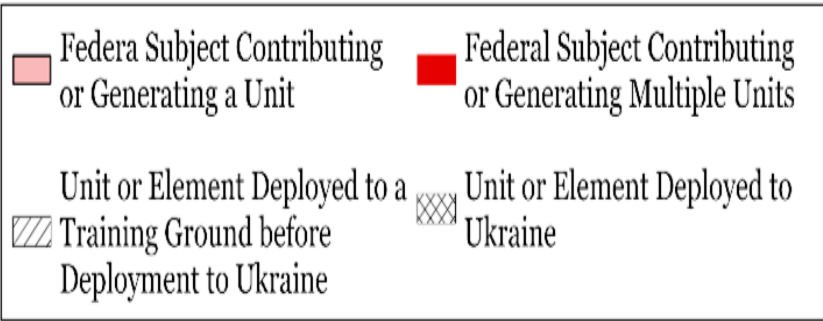 Federa Subject Contributing
or Generating a Unit
Federal Subject Contributing
or Generating Multiple Units
Unit or Element Deployed to a
Training Ground before
Deployment to Ukraine
Unit or Element Deployed to
Ukraine